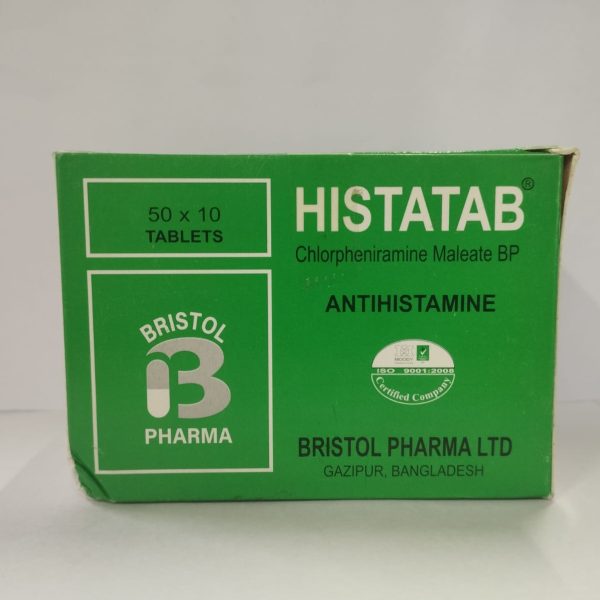 50 x 10
TABLETS
BRISTOL
B
PHARMA
HISTATAB®
Chlorpheniramine Maleate BP
ANTIHISTAMINE
MOODY
ISO 9001:2008
Certified Company
BRISTOL PHARMA LTD
GAZIPUR, BANGLADESH